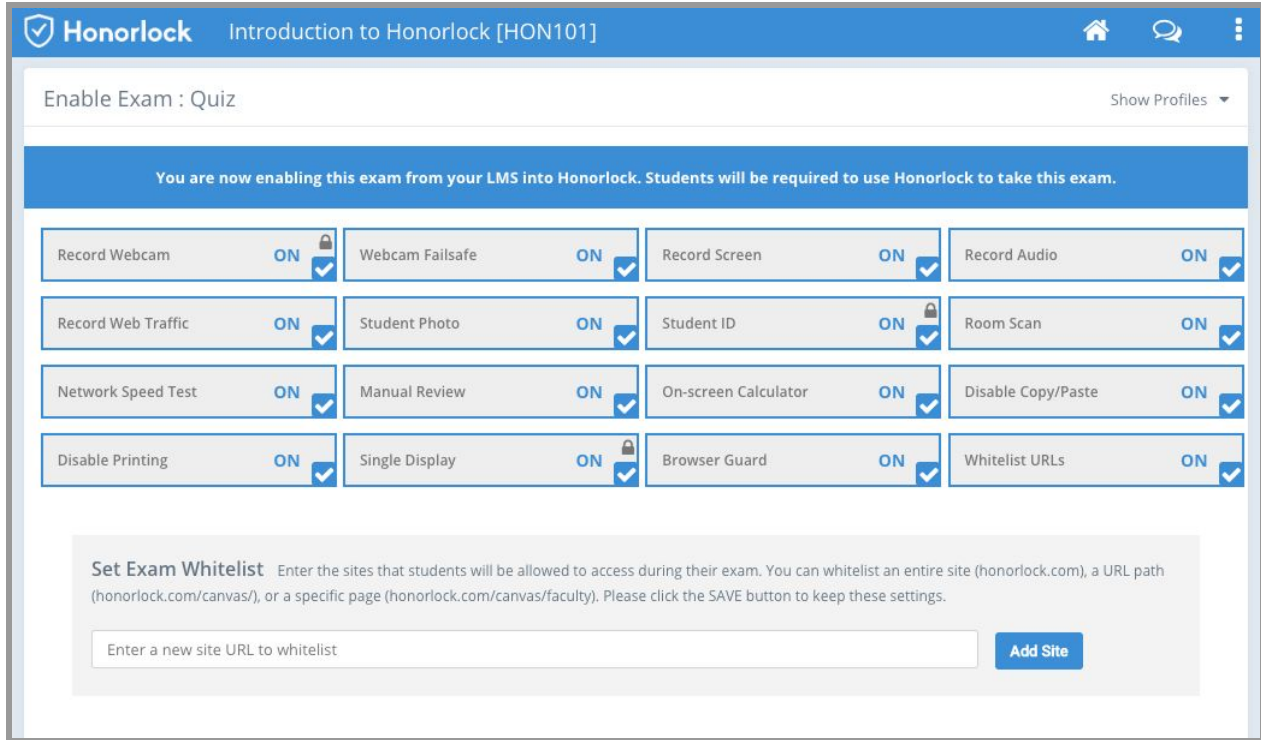 Honorlock Introduction to Honorlock [HON101]
Enable Exam : Quiz Show Profiles
You are now enabling this exam from your LMS into Honorlock. Students will be required to use Honorlock to take this exam.
Record Webcam ON Webcam Failsafe ON Record Screen ON Record Audio ON
Record Web Traffic ON Student Photo ON Student ID ON Room Scan ON
Network Speed Test ON Manual Review ON On-screen Calculator ON Disable Copy/Paste ON
Disable Printing ON Single Display ON Browser Guard ON Whitelist URLs ON
Set Exam Whitelist Enter the sites that students will be allowed to access during their exam. You can whitelist an entire site (honorlock.com), a URL path
(honorlock.com/canvas/), or a specific page (honorlock.com/canvas/faculty). Please click the SAVE button to keep these settings.
Enter a new site URL to whitelist Add Site